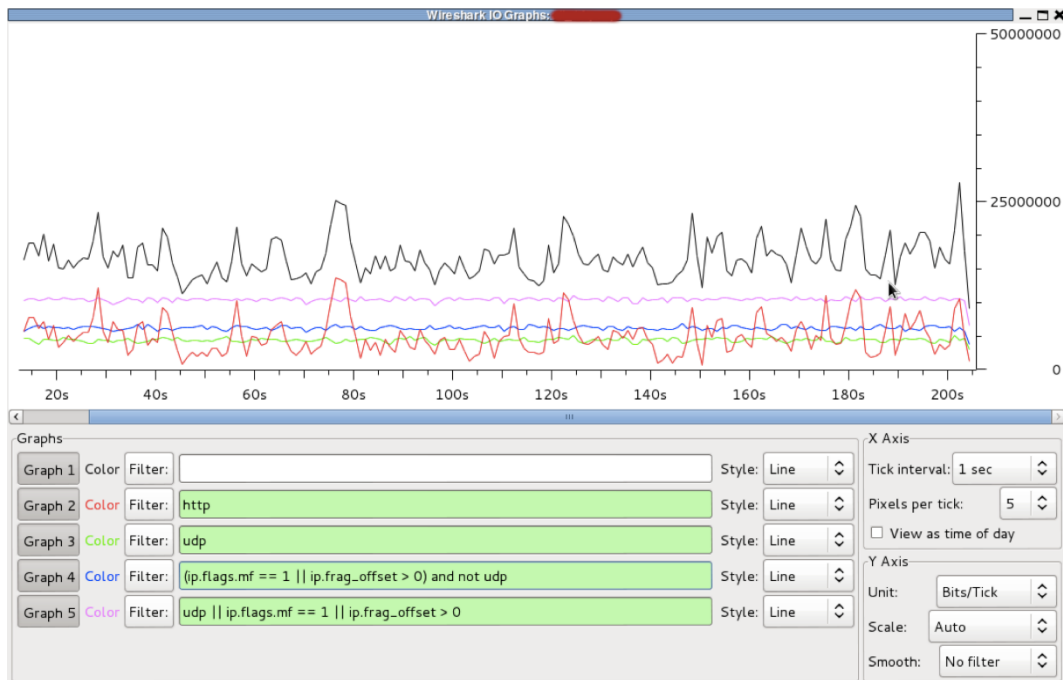 Wireshark IO Graphs:
50000000
25000000
0
20s 40s 60s 80s 100s 120s 140s 160s 180s 200s
Graphs
Graph 1 Color Filter: Style: Line
Graph 2 Color Filter: http Style: Line
Graph 3 Color Filter: udp Style: Line
Graph 4 Color Filter: (ip.flags.mf == 1 || ip.frag_offset > 0) and not udp Style: Line
Graph 5 Color Filter: udp || ip.flags.mf == 1 || ip.frag_offset > 0 Style: Line
X Axis
Tick interval: 1 sec
Pixels per tick: 5
View as time of day
Y Axis
Unit: Bits/Tick
Scale: Auto
Smooth: No filter